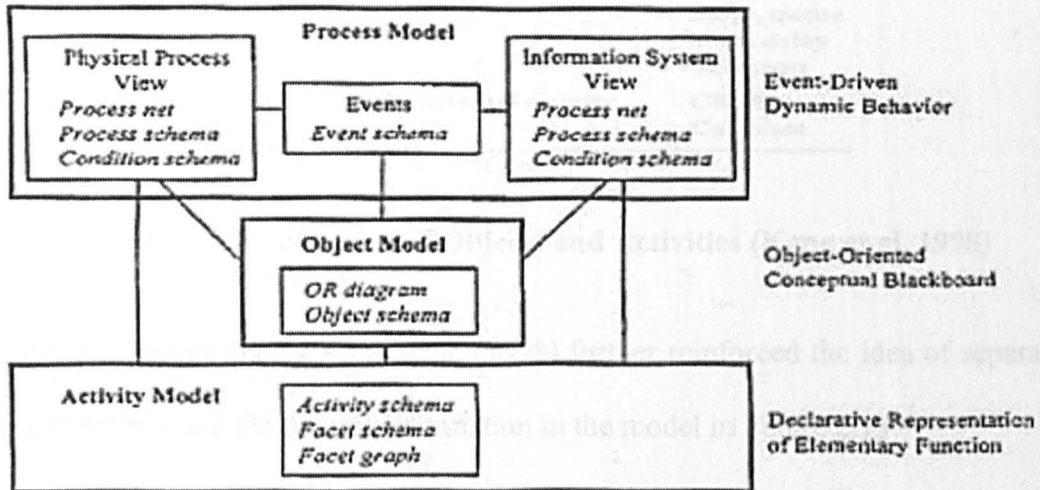 Process Model
Physical Process
View
Process net
Process schema
Condition schema
Events
Event schema
Information System
View
Process net
Process schema
Condition schema
Event-Driven
Dynamic Behavior
Object Model
OR diagram
Object schema
Object-Oriented
Conceptual Blackboard
Activity Model
Activity schema
Facet schema
Facet graph
Declarative Representation
of Elementary Function
and activities 1998)
further reinforced the idea of separa
in the model in